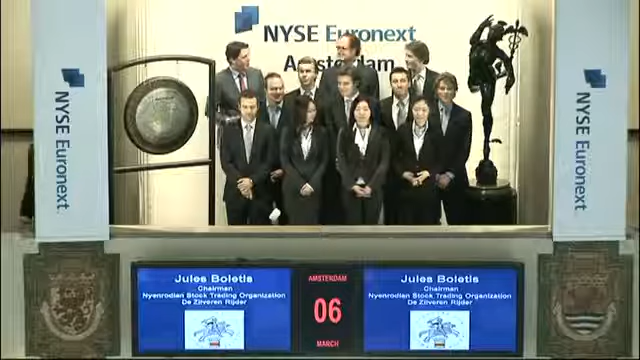 NYSE Euronext
Amsterdam
NYSE Euronext.
NYSE Euronext.
Jules Boletis
Chairman
Nyenrodian Stock Trading Organization
De Zilveren Rijder
AMSTERDAM
06
MARCH
Jules Boletis
Chairman
Nyenrodian Stock Trading Organization
De Zilveren Rijder